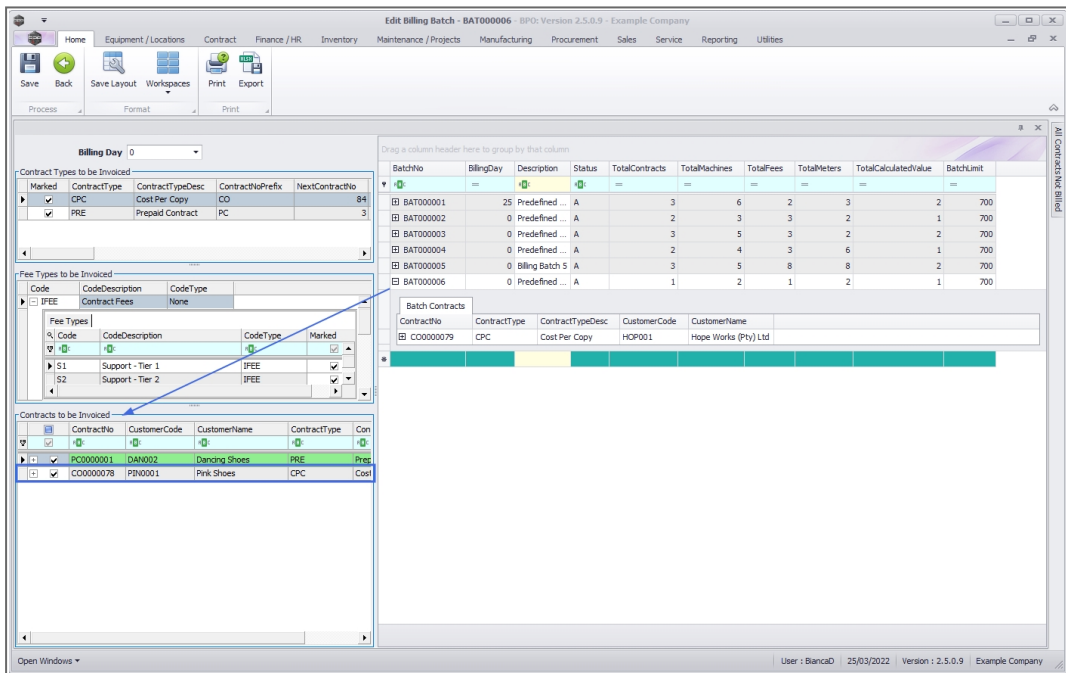 Edit Billing Batch - BAT000006 - BPO: Version 2.5.0.9 - Example Company
Home Equipment / Locations Contract Finance / HR Inventory Maintenance / Projects Manufacturing Procurement Sales Service Reporting Utilities
Save Back Save Layout Workspaces Print Export
Process Format Print
All Contracts Not Billed
Billing Day 0
Contract Types to be Invoiced
Marked ContractType ContractTypeDesc ContractNoPrefix NextContractNo
CPC Cost Per Copy CO 84
PRE Prepaid Contract PC 3
Fee Types to be Invoiced
Code CodeDescription CodeType
IFEE Contract Fees None
Fee Types
Code CodeDescription CodeType Marked
S1 Support - Tier 1 IFEE
S2 Support - Tier 2 IFEE
Contracts to be Invoiced
ContractNo CustomerCode CustomerName ContractType Con
PC0000001 DAN002 Dancing Shoes PRE Prep
CO0000078 PIN0001 Pink Shoes CPC Cost
Drag a column header here to group by that column
BatchNo BillingDay Description Status TotalContracts TotalMachines TotalFees TotalMeters TotalCalculatedValue BatchLimit
= = = = = = =
BAT000001 25 Predefined ... A 3 6 2 3 2 700
BAT000002 0 Predefined ... A 2 3 3 2 1 700
BAT000003 0 Predefined ... A 3 5 3 2 2 700
BAT000004 0 Predefined ... A 2 4 3 6 1 700
BAT000005 0 Billing Batch 5 A 3 5 8 8 2 700
BAT000006 0 Predefined ... A 1 2 1 2 1 700
Batch Contracts
ContractNo ContractType ContractTypeDesc CustomerCode CustomerName
CO0000079 CPC Cost Per Copy HOP001 Hope Works (Pty) Ltd
Open Windows User : BiancaD 25/03/2022 Version : 2.5.0.9 Example Company